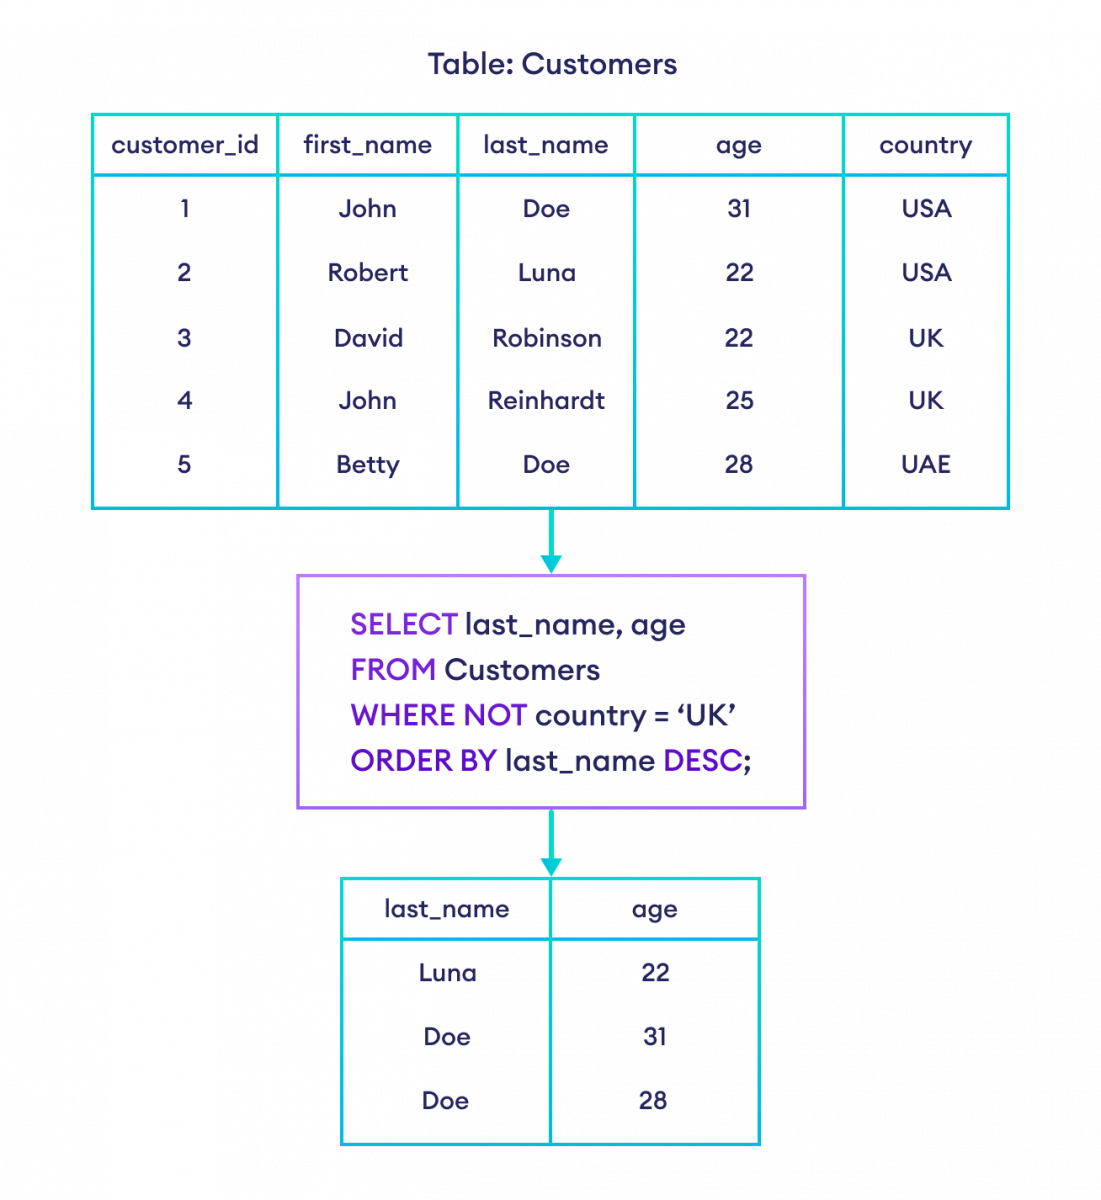 Table: Customers
customer_id first_name last_name age country
1 John Doe 31 USA
2 Robert Luna 22 USA
3 David Robinson 22 UK
4 John Reinhardt 25 UK
5 Betty Doe 28 UAE
SELECT last_name, age
FROM Customers
WHERE NOT country = ‘UK’
ORDER BY last_name DESC;
last_name age
Luna 22
Doe 31
Doe 28